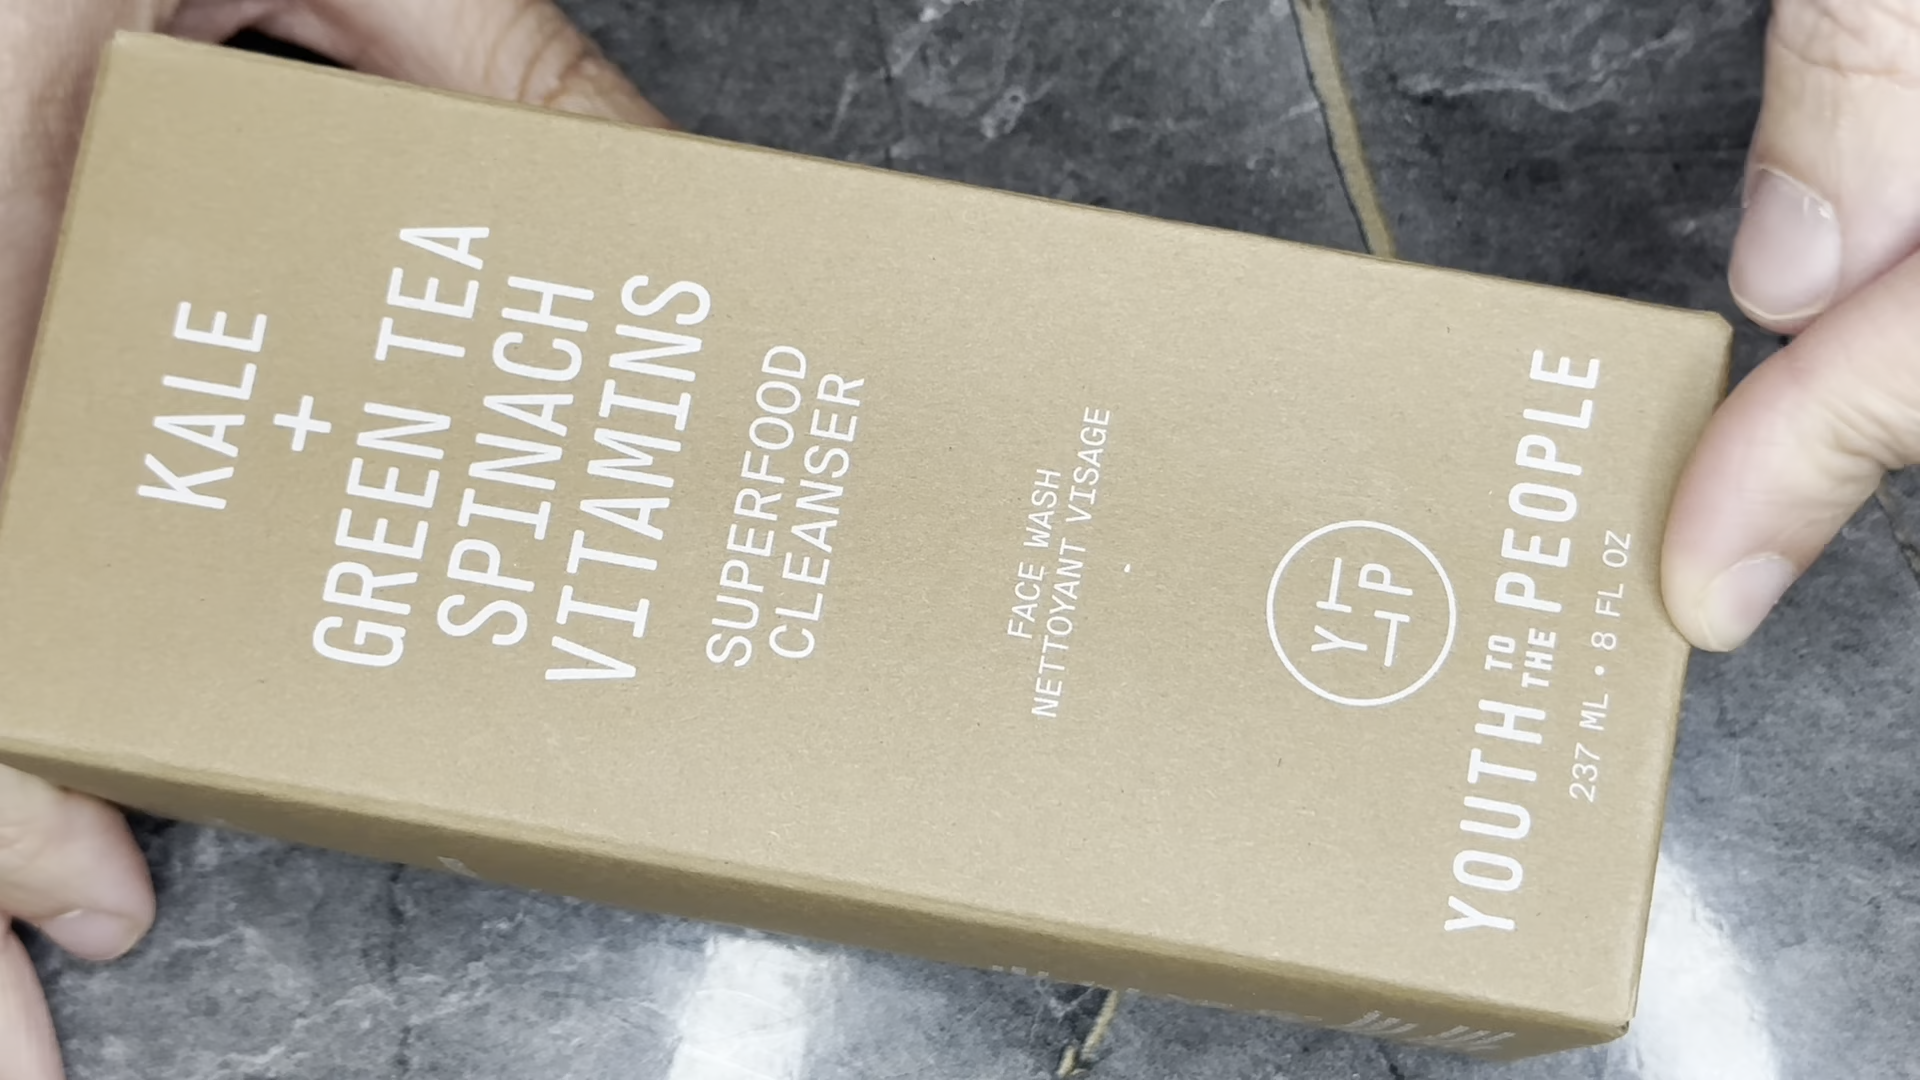 KALE
+
GREEN TEA
SPINACH
VITAMINS
SUPERFOOD
CLEANSER
FACE WASH
NETTOYANT VISAGE
YTTP
YOUTH TO THE PEOPLE
237 ML • 8 FL OZ